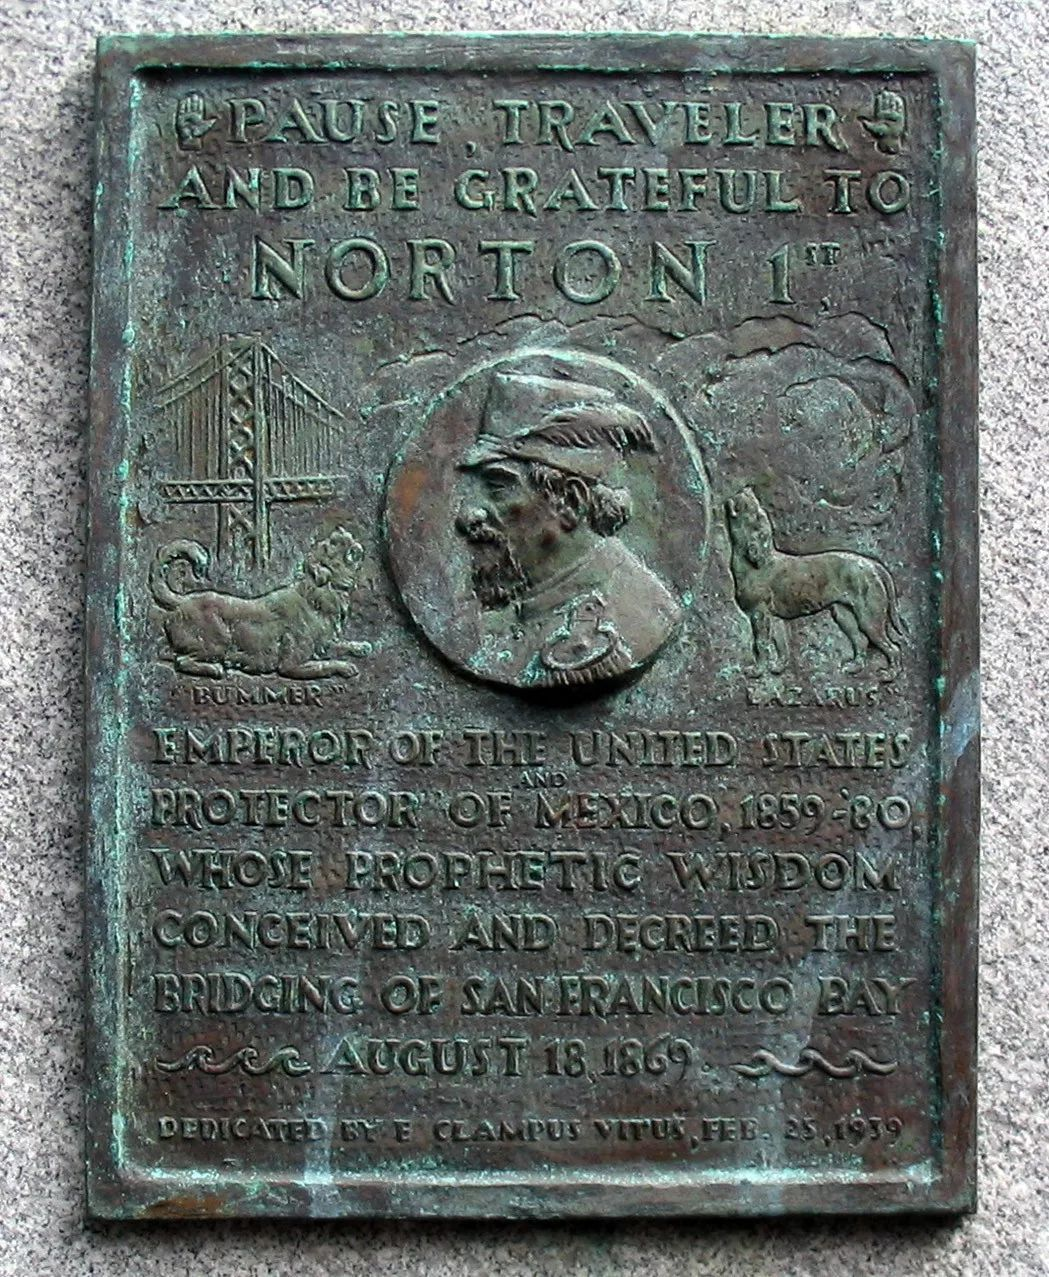 PAUSE, TRAVELER
AND BE GRATEFUL TO
NORTON 1ST
"BUMMER"
"LAZARUS"
EMPEROR OF THE UNITED STATES
AND
PROTECTOR OF MEXICO, 1859-'80
WHOSE PROPHETIC WISDOM
CONCEIVED AND DECREED THE
BRIDGING OF SAN FRANCISCO BAY
AUGUST 18, 1869
DEDICATED BY E CLAMPUS VITUS, FEB. 25, 1939